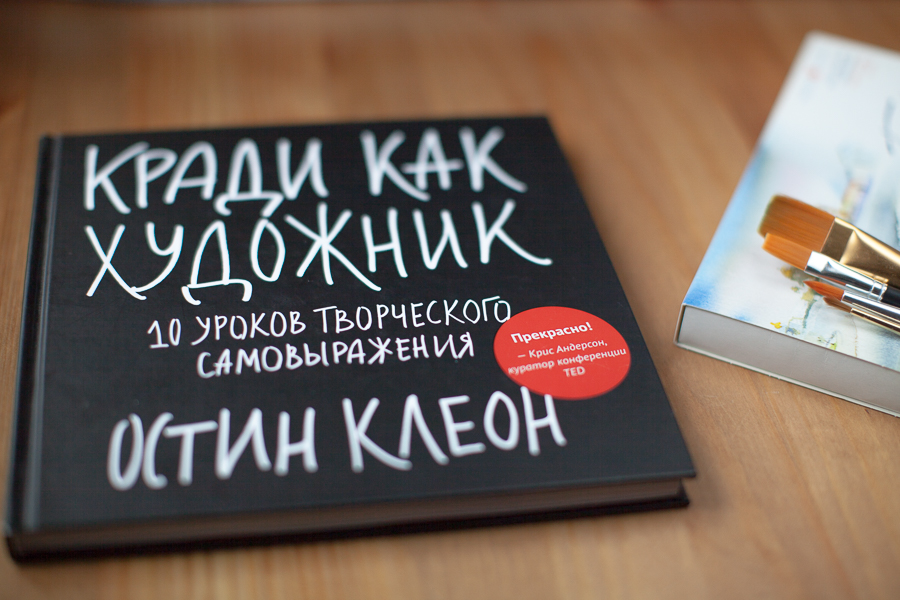 КРАДИ КАК
ХУДОЖНИК
10 УРОКОВ ТВОРЧЕСКОГО
САМОВЫРАЖЕНИЯ
Прекрасно!
— Крис Андерсон,
куратор конференции
TED
ОСТИН КЛЕОН